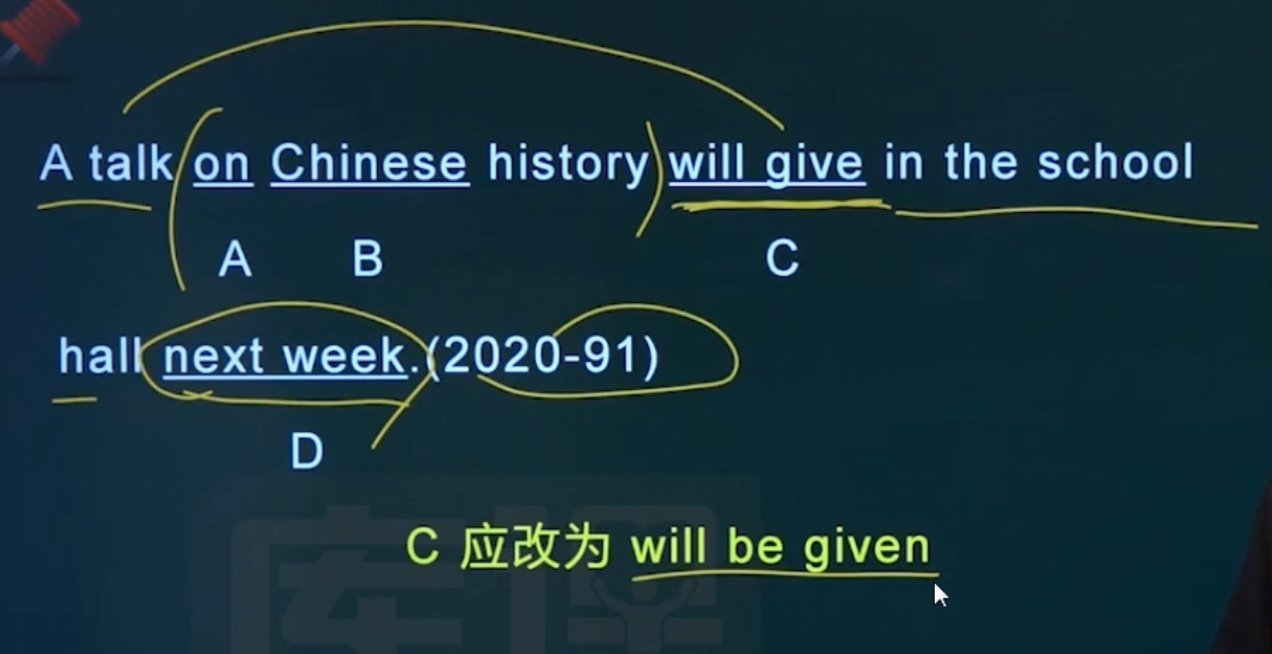 A talk on Chinese history will give in the school
A B C
hall next week.(2020-91)
D
C 应改为 will be given